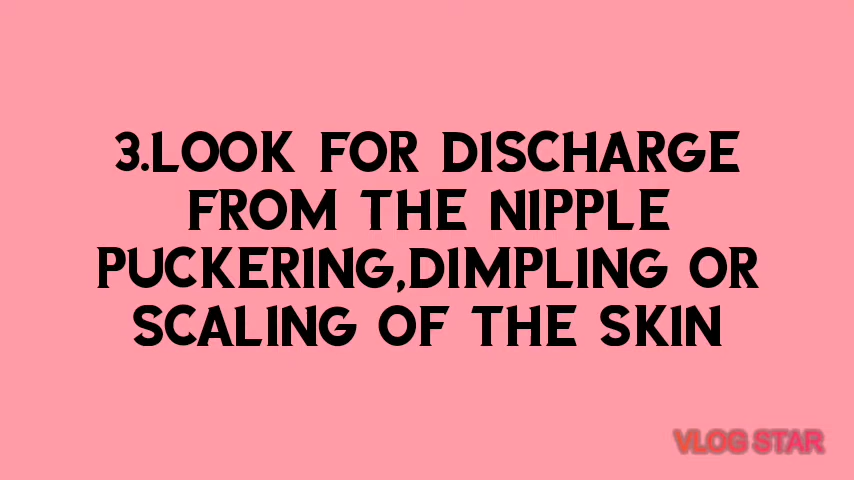 3.LOOK FOR DISCHARGE
FROM THE NIPPLE
PUCKERING,DIMPLING OR
SCALING OF THE SKIN
VLOG STAR